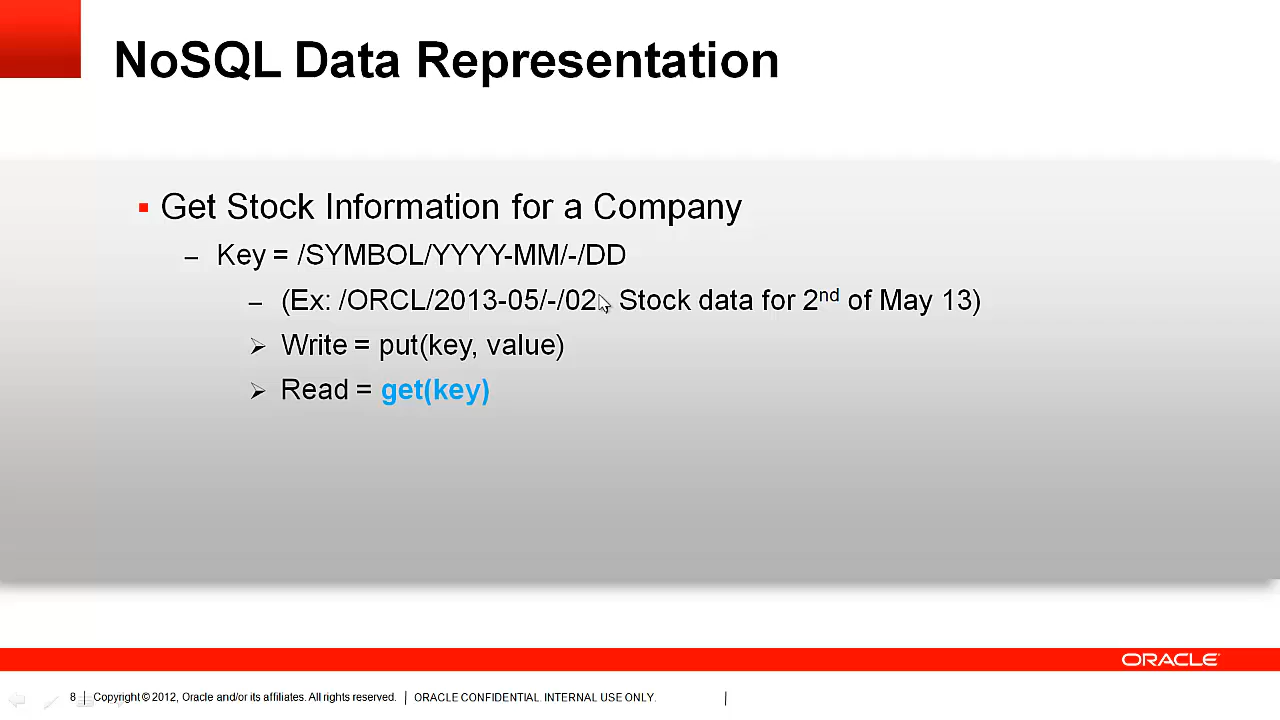 NoSQL Data Representation
▪ Get Stock Information for a Company
– Key = /SYMBOL/YYYY-MM/-/DD
– (Ex: /ORCL/2013-05/-/02 Stock data for 2nd of May 13)
➢ Write = put(key, value)
➢ Read = get(key)
ORACLE
8 | Copyright © 2012, Oracle and/or its affiliates. All rights reserved. | ORACLE CONFIDENTIAL. INTERNAL USE ONLY. |